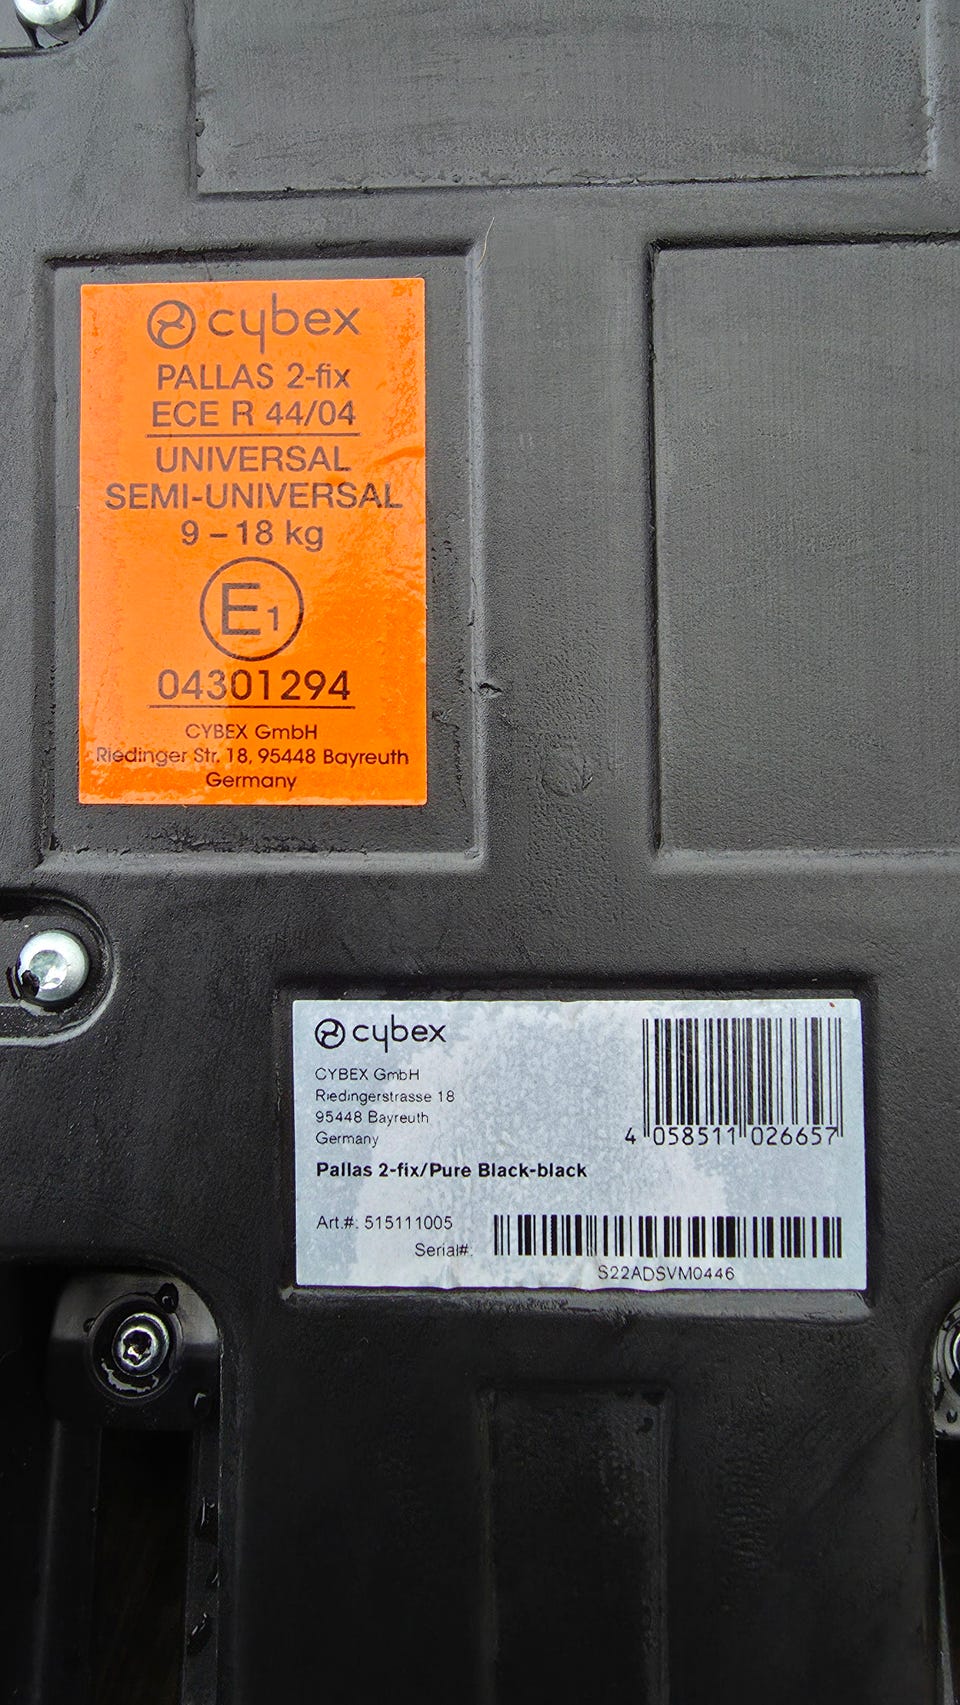 cybex
PALLAS 2-fix
ECE R 44/04
UNIVERSAL
SEMI-UNIVERSAL
9 – 18 kg
E1
04301294
CYBEX GmbH
Riedinger Str. 18, 95448 Bayreuth
Germany
cybex
CYBEX GmbH
Riedingerstrasse 18
95448 Bayreuth
Germany
4 058511 026657
Pallas 2-fix/Pure Black-black
Art.#: 515111005
Serial#:
S22ADSVM0446